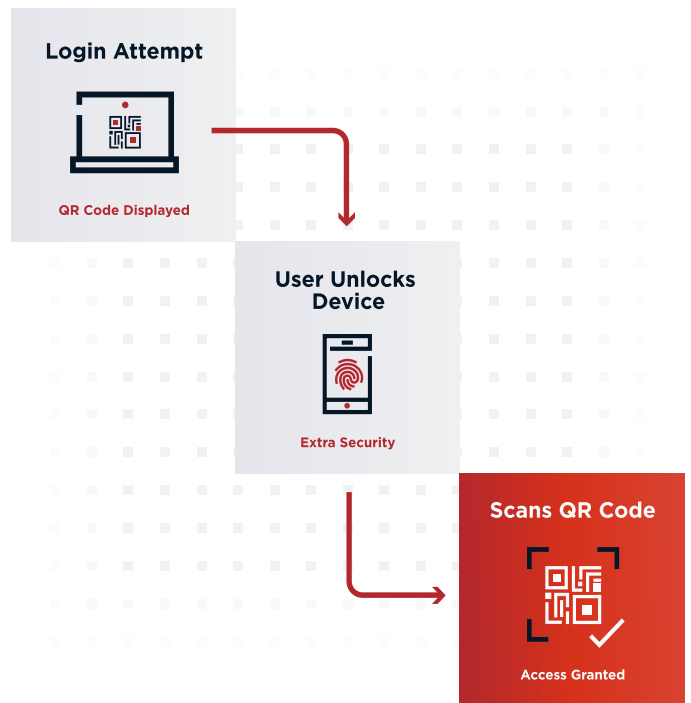 Login Attempt
QR Code Displayed
User Unlocks
Device
Extra Security
Scans QR Code
Access Granted